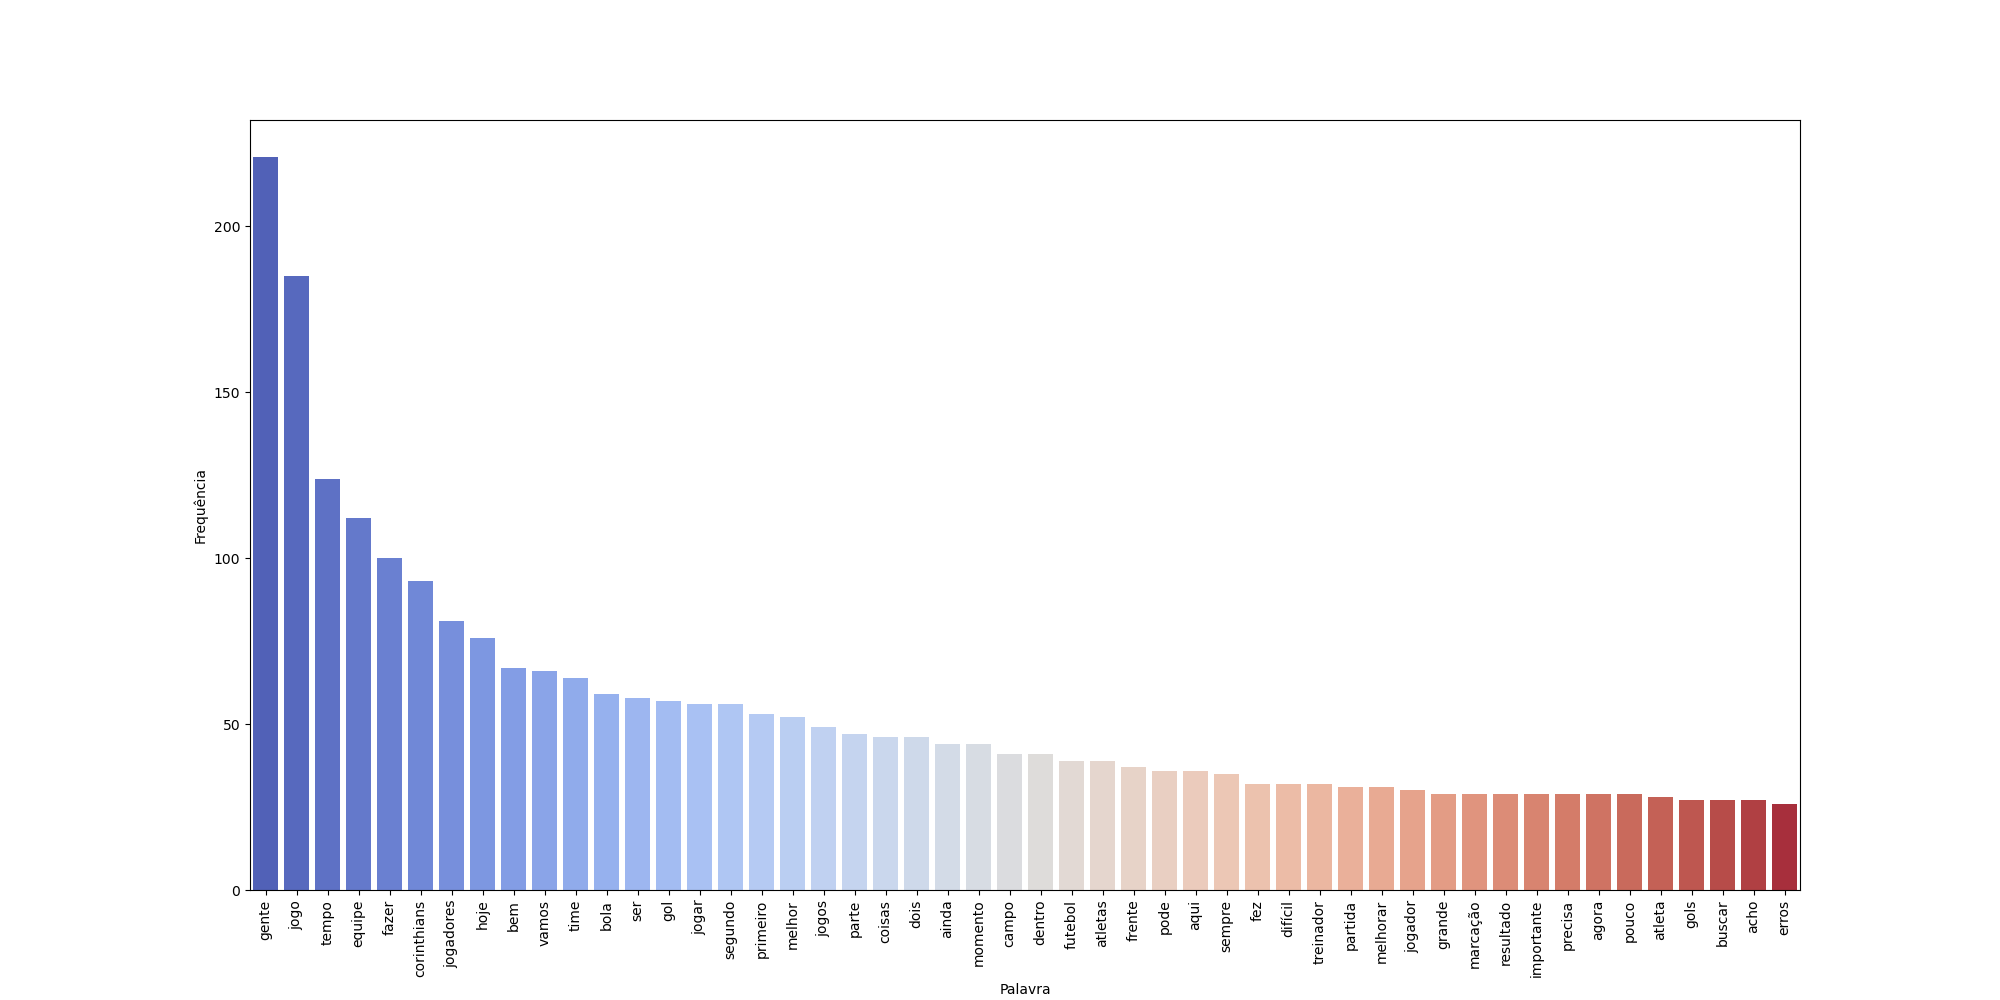 Frequência
200
150
100
50
0
gente
jogo
tempo
equipe
fazer
corinthians
jogadores
hoje
bem
vamos
time
bola
ser
gol
jogar
segundo
primeiro
melhor
jogos
parte
coisas
dois
ainda
momento
campo
dentro
futebol
atletas
frente
pode
aqui
sempre
fez
difícil
treinador
partida
melhorar
jogador
grande
marcação
resultado
importante
precisa
agora
pouco
atleta
gols
buscar
acho
erros
Palavra